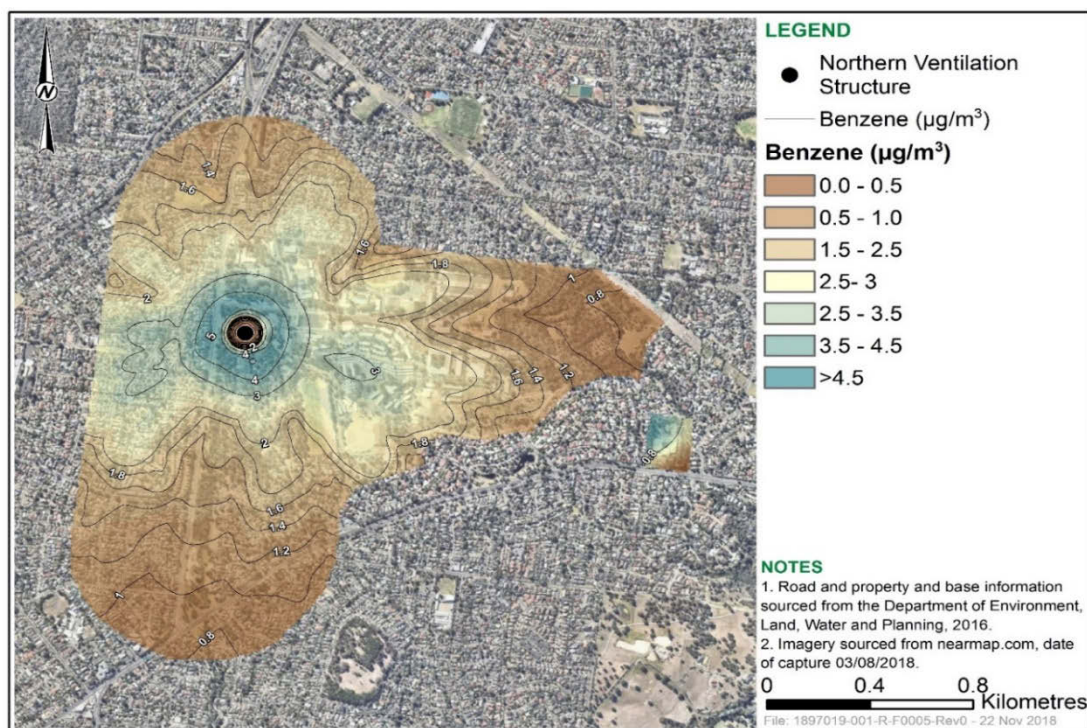 N
LEGEND
Northern Ventilation
Structure
Benzene (µg/m³)
Benzene (µg/m³)
0.0 - 0.5
0.5 - 1.0
1.5 - 2.5
2.5- 3
2.5 - 3.5
3.5 - 4.5
>4.5
1.4
1.6
1.6
1.8
1
0.8
2
5
4
2
4
3
3
1.6
1.4
1.2
2
1.8
1.8
0.8
1.6
1.4
1.2
1
0.8
NOTES
1. Road and property and base information
sourced from the Department of Environment,
Land, Water and Planning, 2016.
2. Imagery sourced from nearmap.com, date
of capture 03/08/2018.
0 0.4 0.8
Kilometres
File: 1897019-001-R-F0005-Rev0 - 22 Nov 2018